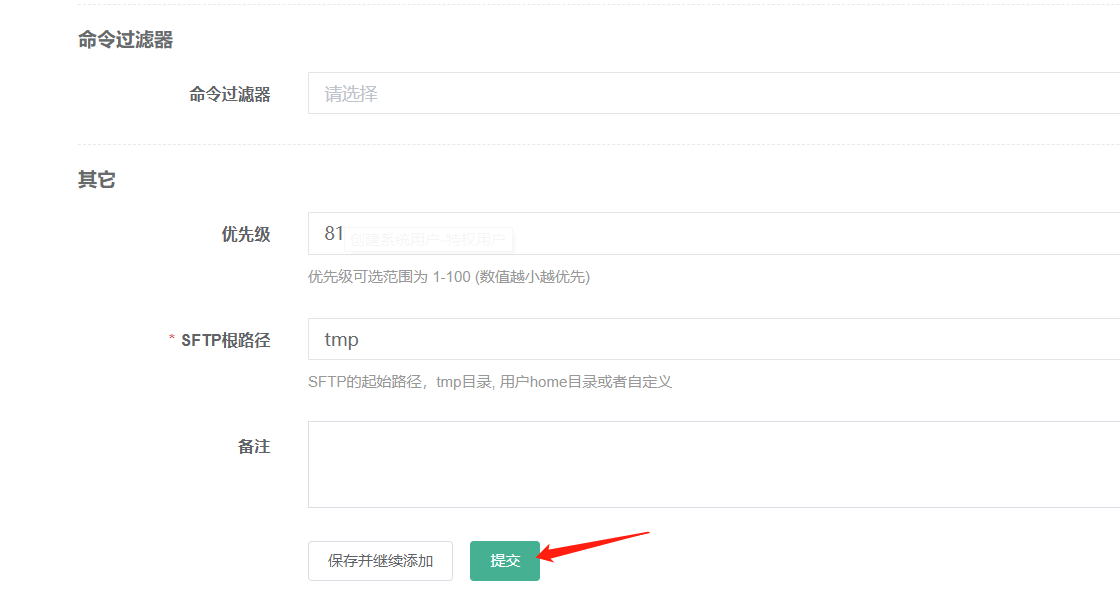 命令过滤器
命令过滤器 请选择
其它
优先级 81
创建系统用户-特权用户
优先级可选范围为 1-100 (数值越小越优先)
* SFTP根路径 tmp
SFTP的起始路径，tmp目录, 用户home目录或者自定义
备注
保存并继续添加 提交